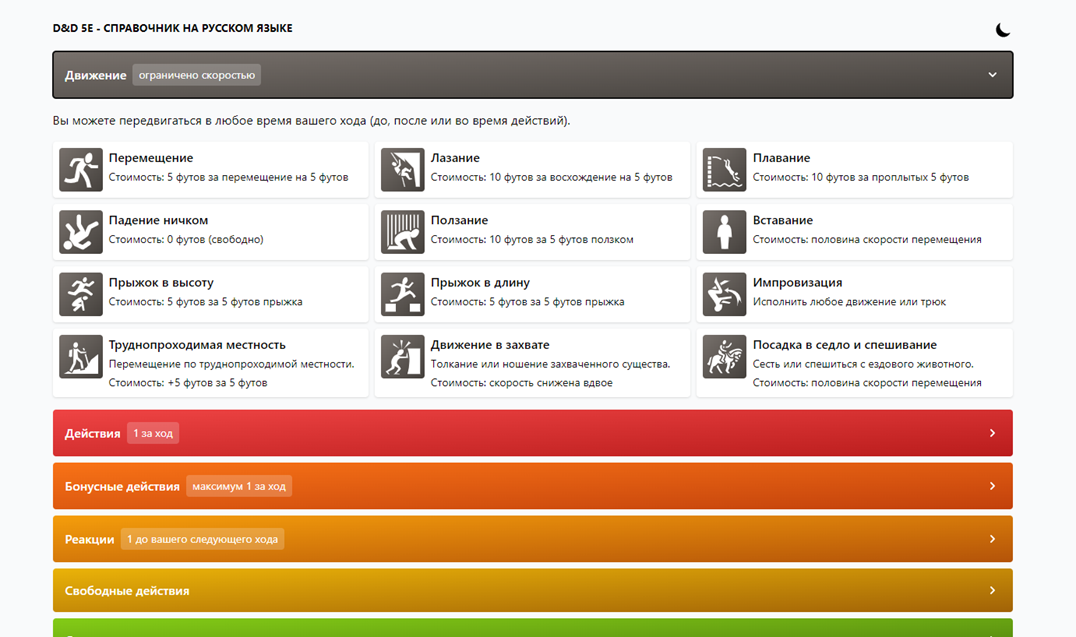 D&D 5E - СПРАВОЧНИК НА РУССКОМ ЯЗЫКЕ
Движение ограничено скоростью
Вы можете передвигаться в любое время вашего хода (до, после или во время действий).
Перемещение
Стоимость: 5 футов за перемещение на 5 футов
Лазание
Стоимость: 10 футов за восхождение на 5 футов
Плавание
Стоимость: 10 футов за проплытых 5 футов
Падение ничком
Стоимость: 0 футов (свободно)
Ползание
Стоимость: 10 футов за 5 футов ползком
Вставание
Стоимость: половина скорости перемещения
Прыжок в высоту
Стоимость: 5 футов за 5 футов прыжка
Прыжок в длину
Стоимость: 5 футов за 5 футов прыжка
Импровизация
Исполнить любое движение или трюк
Труднопроходимая местность
Перемещение по труднопроходимой местности.
Стоимость: +5 футов за 5 футов
Движение в захвате
Толкание или ношение захваченного существа.
Стоимость: скорость снижена вдвое
Посадка в седло и спешивание
Сесть или спешиться с ездового животного.
Стоимость: половина скорости перемещения
Действия 1 за ход
Бонусные действия максимум 1 за ход
Реакции 1 до вашего следующего хода
Свободные действия